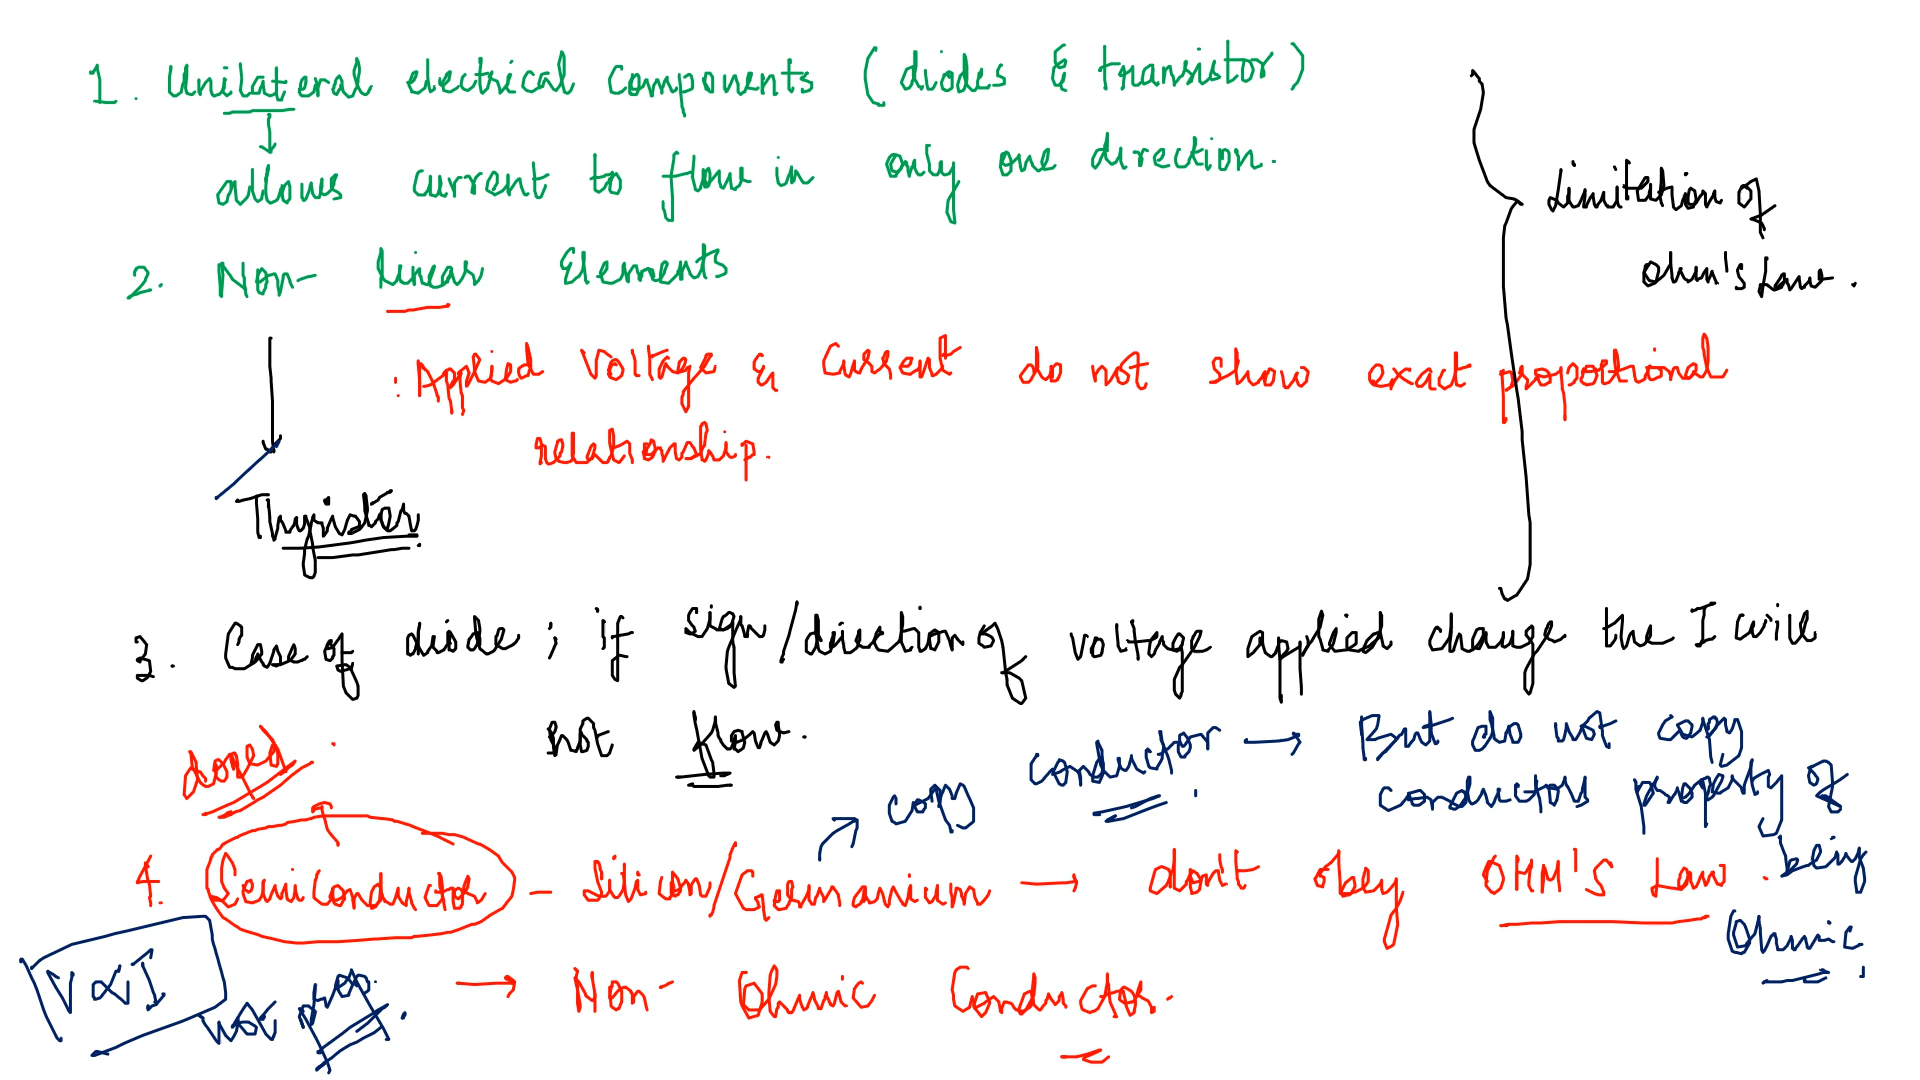 1. Unilateral electrical components (diodes & transistor)
allows current to flow in only one direction.
Limitation of
Ohm's Law.
2. Non- Linear Elements
: Applied Voltage & Current do not show exact proportional
relationship.
Thyristor.
3. Case of diode ; if sign/direction of voltage applied change the I will
not flow.
doped.
copy conductor. → But do not copy
conductors property of
being
Ohmic.
4. Semiconductor - Silicon/Germanium → don't obey OHM'S Law.
V ∝ I
not prop.
→ Non- Ohmic Conductor.